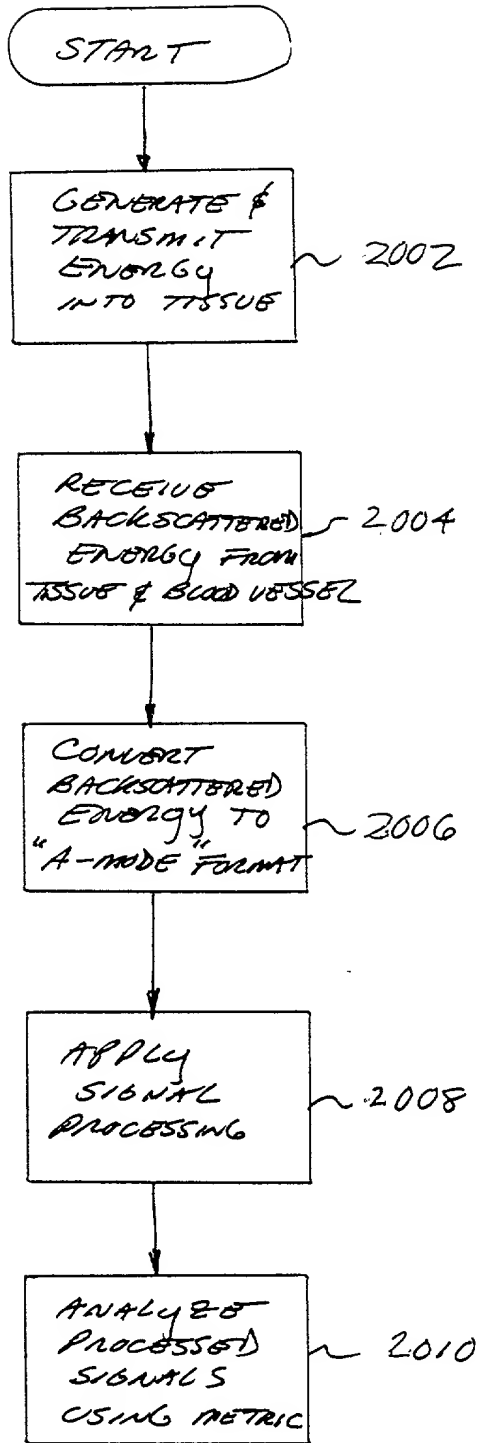 START
GENERATE &
TRANSMIT
ENERGY
INTO TISSUE
2002
RECEIVE
BACKSCATTERED
ENERGY FROM
TISSUE & BLOOD VESSEL
2004
CONVERT
BACKSCATTERED
ENERGY TO
"A-MODE" FORMAT
2006
APPLY
SIGNAL
PROCESSING
2008
ANALYZE
PROCESSED
SIGNALS
USING METRIC
2010